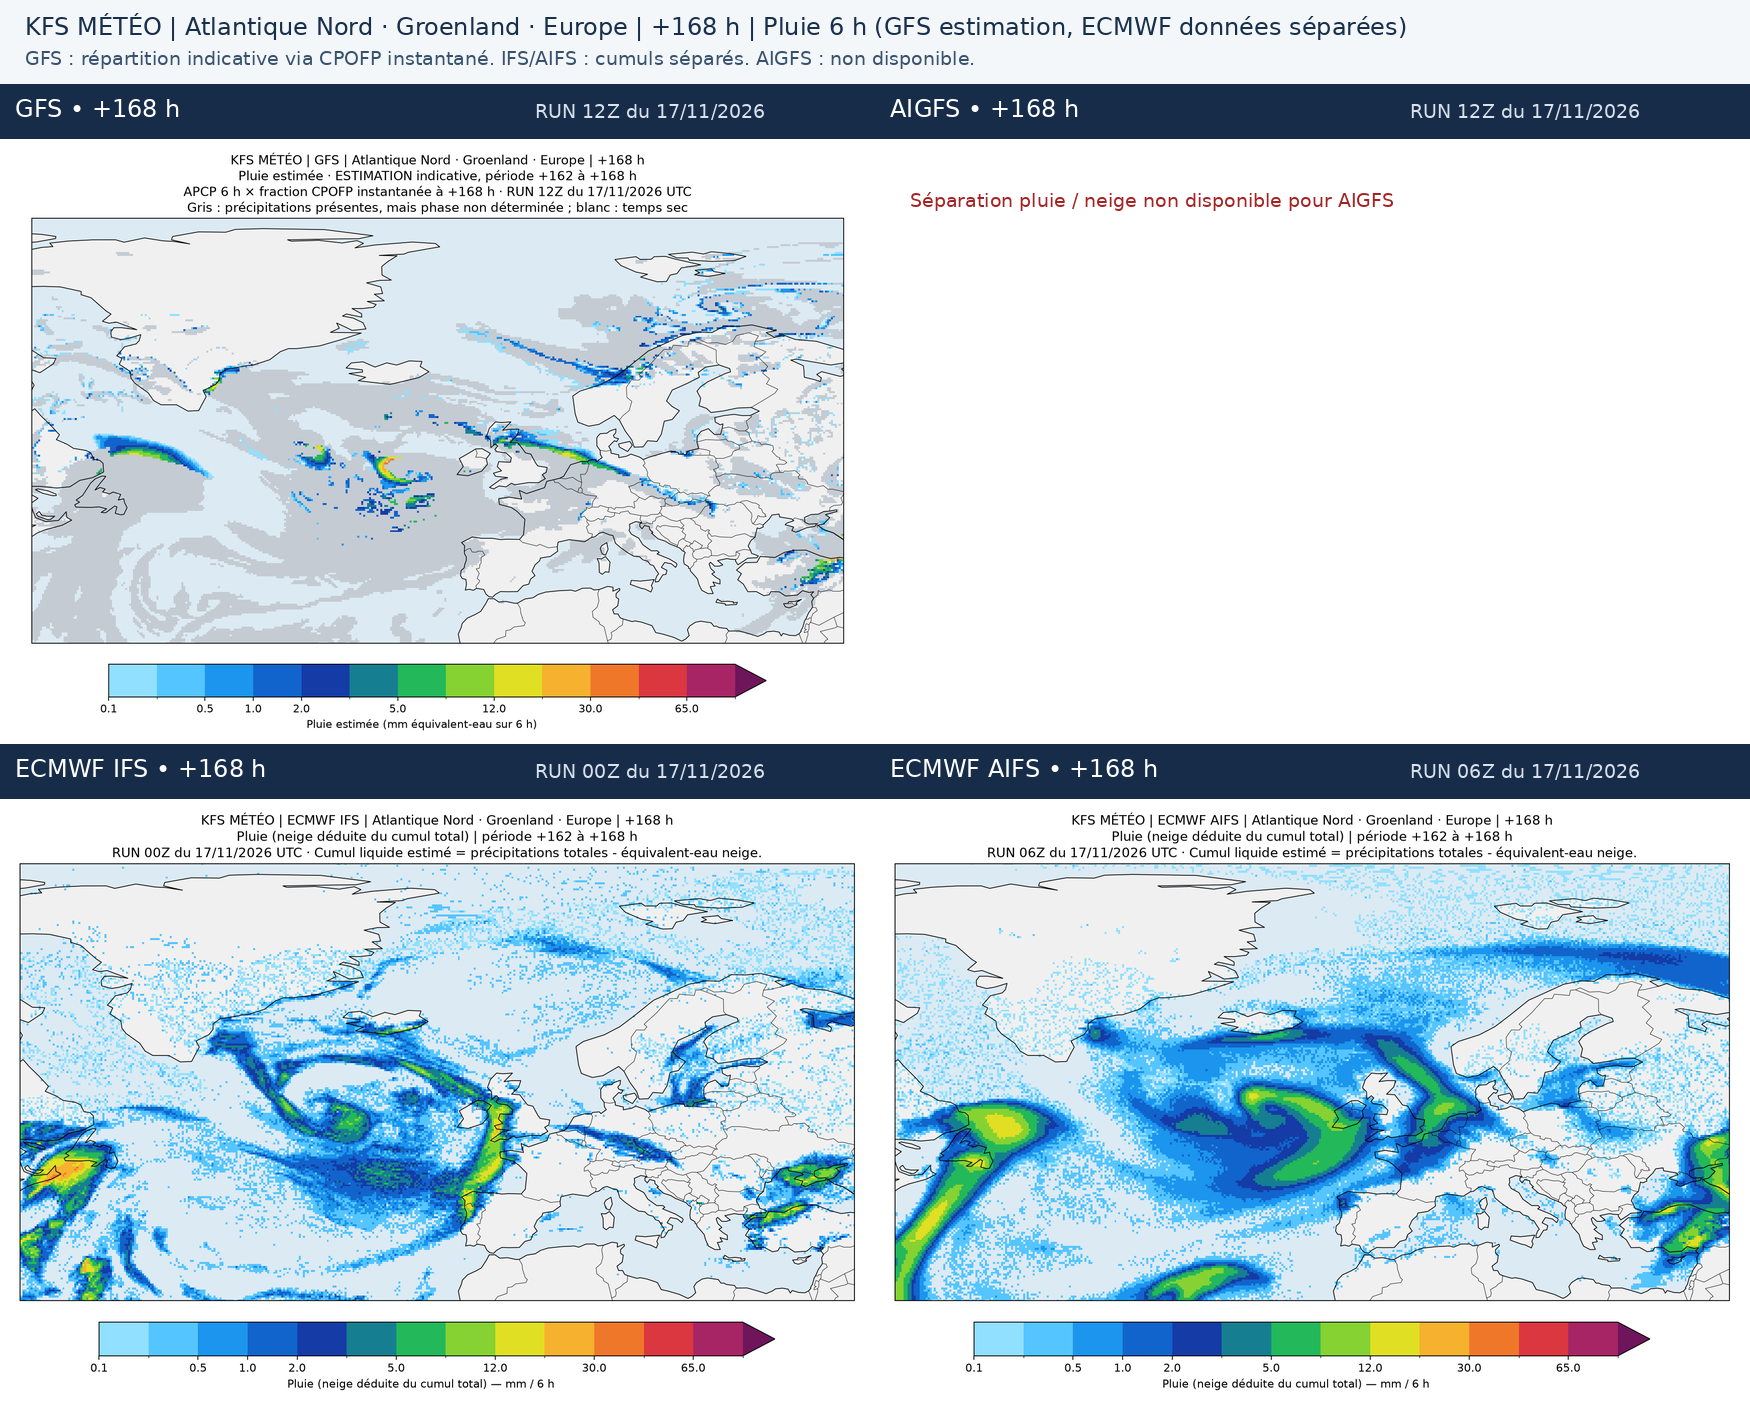 KFS MÉTÉO | Atlantique Nord · Groenland · Europe | +168 h | Pluie 6 h (GFS estimation, ECMWF données séparées)
GFS : répartition indicative via CPOFP instantané. IFS/AIFS : cumuls séparés. AIGFS : non disponible.
GFS • +168 h
RUN 12Z du 17/11/2026
AIGFS • +168 h
RUN 12Z du 17/11/2026
KFS MÉTÉO | GFS | Atlantique Nord · Groenland · Europe | +168 h
Pluie estimée · ESTIMATION indicative, période +162 à +168 h
APCP 6 h × fraction CPOFP instantanée à +168 h · RUN 12Z du 17/11/2026 UTC
Gris : précipitations présentes, mais phase non déterminée ; blanc : temps sec
Séparation pluie / neige non disponible pour AIGFS
0.1 0.5 1.0 2.0 5.0 12.0 30.0 65.0
Pluie estimée (mm équivalent-eau sur 6 h)
ECMWF IFS • +168 h
RUN 00Z du 17/11/2026
ECMWF AIFS • +168 h
RUN 06Z du 17/11/2026
KFS MÉTÉO | ECMWF IFS | Atlantique Nord · Groenland · Europe | +168 h
Pluie (neige déduite du cumul total) | période +162 à +168 h
RUN 00Z du 17/11/2026 UTC · Cumul liquide estimé = précipitations totales - équivalent-eau neige.
KFS MÉTÉO | ECMWF AIFS | Atlantique Nord · Groenland · Europe | +168 h
Pluie (neige déduite du cumul total) | période +162 à +168 h
RUN 06Z du 17/11/2026 UTC · Cumul liquide estimé = précipitations totales - équivalent-eau neige.
0.1 0.5 1.0 2.0 5.0 12.0 30.0 65.0
Pluie (neige déduite du cumul total) — mm / 6 h
0.1 0.5 1.0 2.0 5.0 12.0 30.0 65.0
Pluie (neige déduite du cumul total) — mm / 6 h